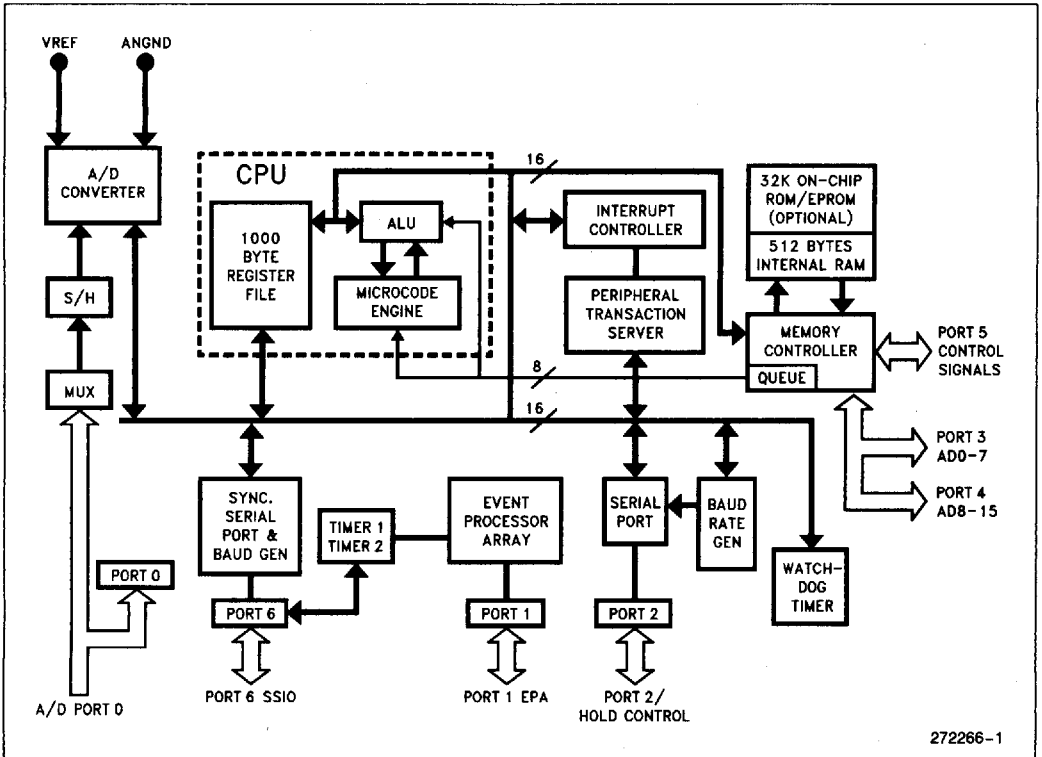 VREF
ANGND
A/D
CONVERTER
S/H
MUX
PORT 0
A/D PORT 0
CPU
1000
BYTE
REGISTER
FILE
ALU
MICROCODE
ENGINE
16
INTERRUPT
CONTROLLER
PERIPHERAL
TRANSACTION
SERVER
32K ON-CHIP
ROM/EPROM
(OPTIONAL)
512 BYTES
INTERNAL RAM
MEMORY
CONTROLLER
QUEUE
PORT 5
CONTROL
SIGNALS
8
16
PORT 3
AD0-7
PORT 4
AD8-15
SYNC.
SERIAL
PORT &
BAUD GEN
TIMER 1
TIMER 2
EVENT
PROCESSOR
ARRAY
SERIAL
PORT
BAUD
RATE
GEN
WATCH-
DOG
TIMER
PORT 6
PORT 1
PORT 2
PORT 6 SSIO
PORT 1 EPA
PORT 2/
HOLD CONTROL
272266-1